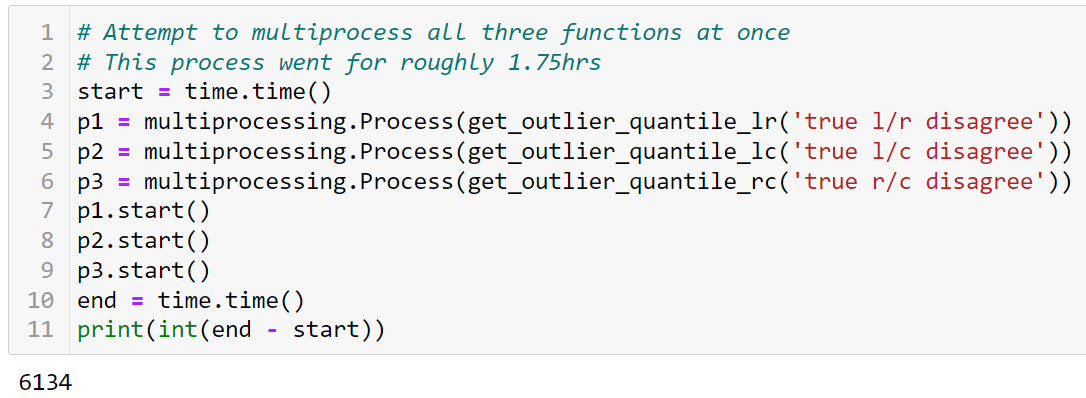 1 # Attempt to multiprocess all three functions at once
2 # This process went for roughly 1.75hrs
3 start = time.time()
4 p1 = multiprocessing.Process(get_outlier_quantile_lr('true l/r disagree'))
5 p2 = multiprocessing.Process(get_outlier_quantile_lc('true l/c disagree'))
6 p3 = multiprocessing.Process(get_outlier_quantile_rc('true r/c disagree'))
7 p1.start()
8 p2.start()
9 p3.start()
10 end = time.time()
11 print(int(end - start))
6134